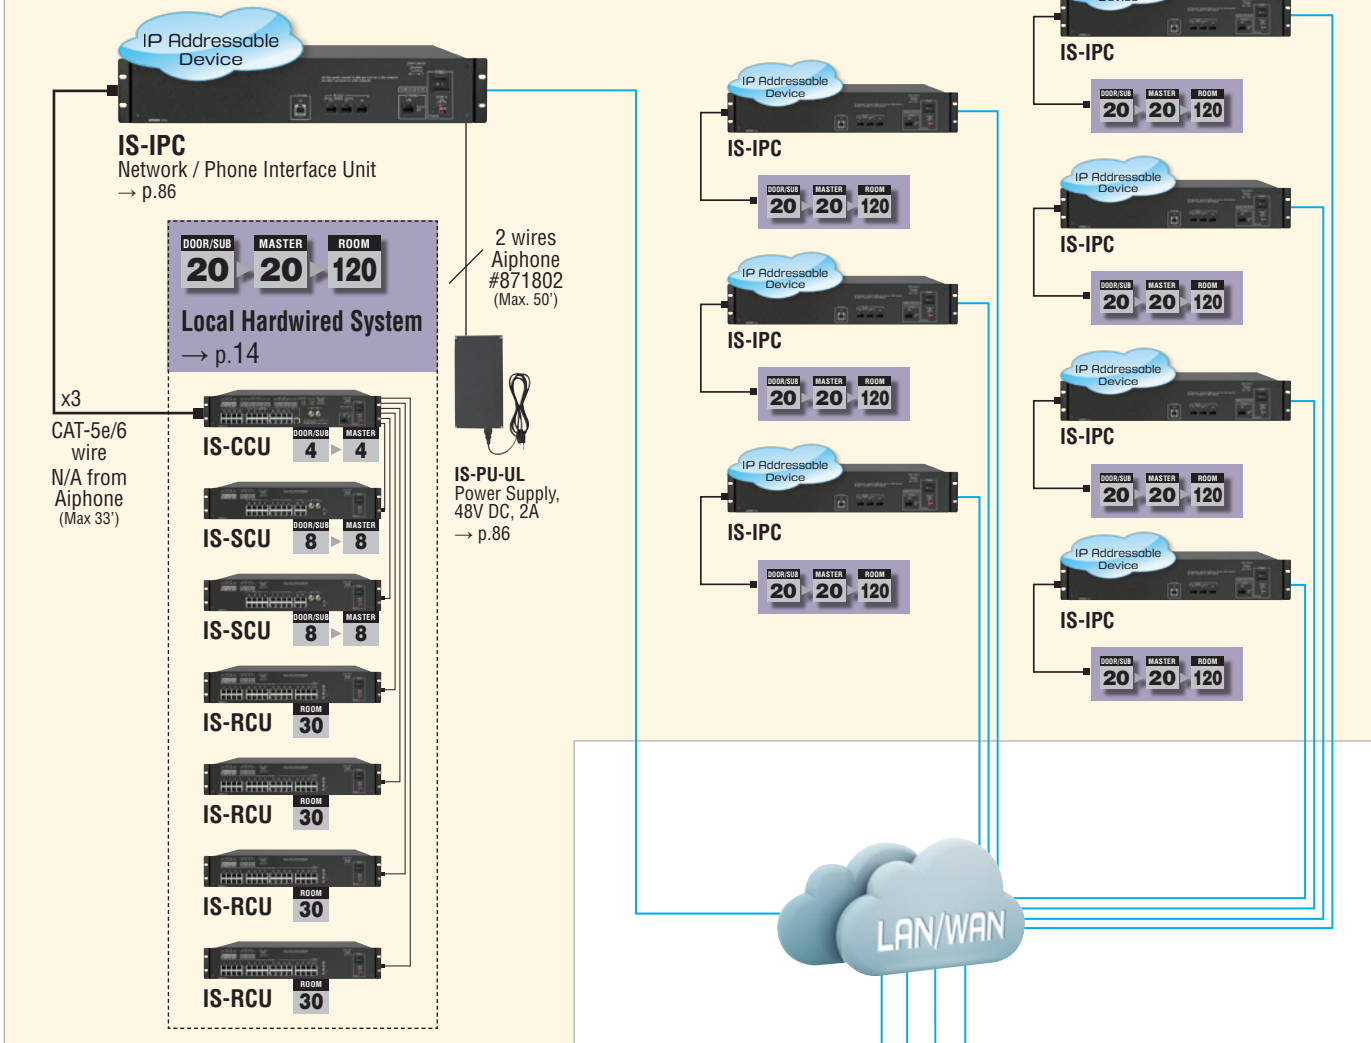 IP Addressable
Device
IS-IPC
Network / Phone Interface Unit
→ p.86
DOOR/SUB
20
MASTER
20
ROOM
120
Local Hardwired System
→ p.14
2 wires
Aiphone
#871802
(Max. 50')
x3
CAT-5e/6
wire
N/A from
Aiphone
(Max 33')
IS-CCU
DOOR/SUB
4
MASTER
4
IS-SCU
DOOR/SUB
8
MASTER
8
IS-SCU
DOOR/SUB
8
MASTER
8
IS-RCU
ROOM
30
IS-RCU
ROOM
30
IS-RCU
ROOM
30
IS-RCU
ROOM
30
IS-PU-UL
Power Supply,
48V DC, 2A
→ p.86
IP Addressable
Device
IS-IPC
DOOR/SUB
20
MASTER
20
ROOM
120
IP Addressable
Device
IS-IPC
DOOR/SUB
20
MASTER
20
ROOM
120
IP Addressable
Device
IS-IPC
DOOR/SUB
20
MASTER
20
ROOM
120
Device
IS-IPC
DOOR/SUB
20
MASTER
20
ROOM
120
IP Addressable
Device
IS-IPC
DOOR/SUB
20
MASTER
20
ROOM
120
IP Addressable
Device
IS-IPC
DOOR/SUB
20
MASTER
20
ROOM
120
IP Addressable
Device
IS-IPC
DOOR/SUB
20
MASTER
20
ROOM
120
LAN/WAN